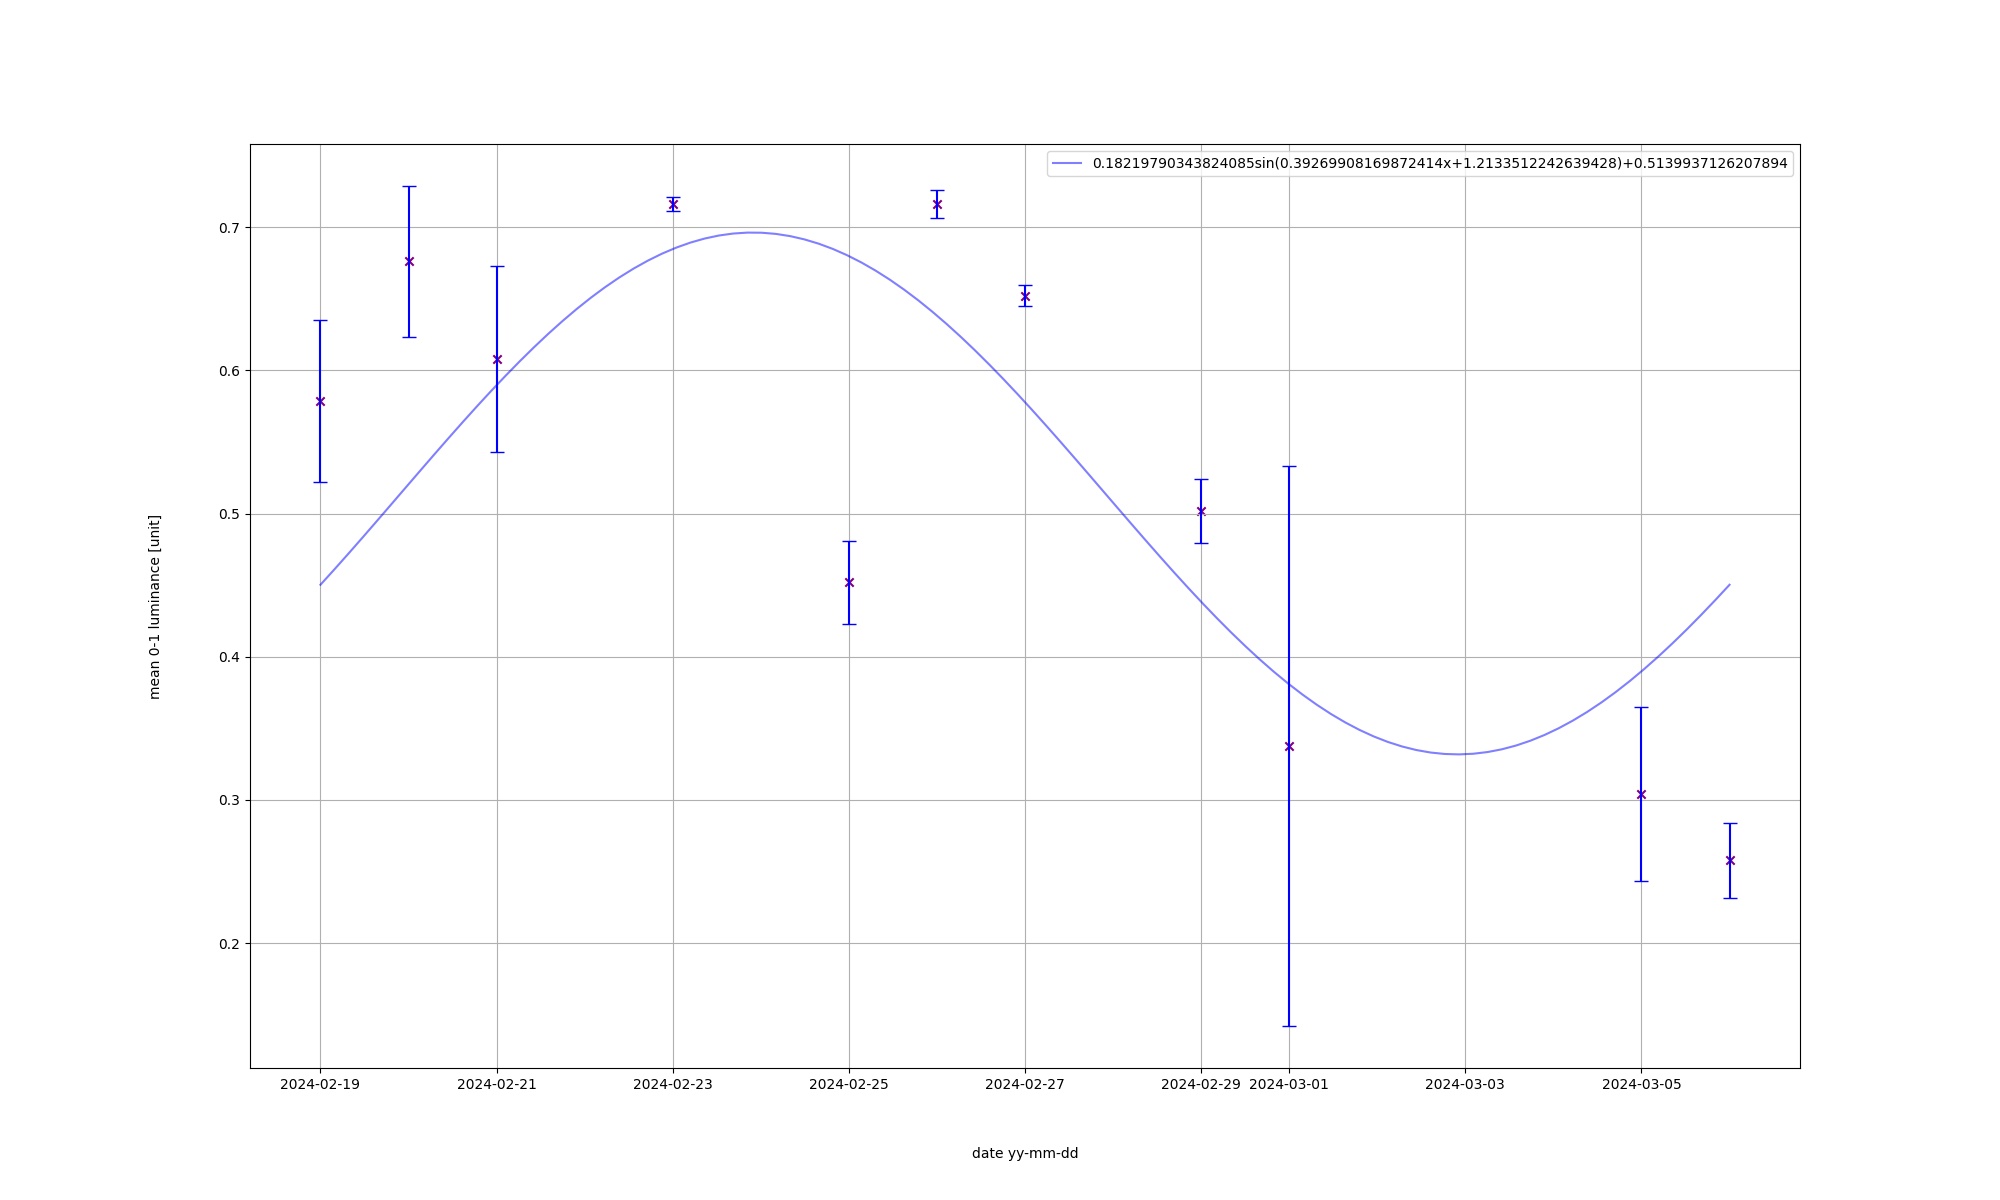 0.18219790343824085sin(0.39269908169872414x+1.2133512242639428)+0.5139937126207894
0.7
0.6
0.5
0.4
0.3
0.2
mean 0-1 luminance [unit]
2024-02-19 2024-02-21 2024-02-23 2024-02-25 2024-02-27 2024-02-29 2024-03-01 2024-03-03 2024-03-05
date yy-mm-dd